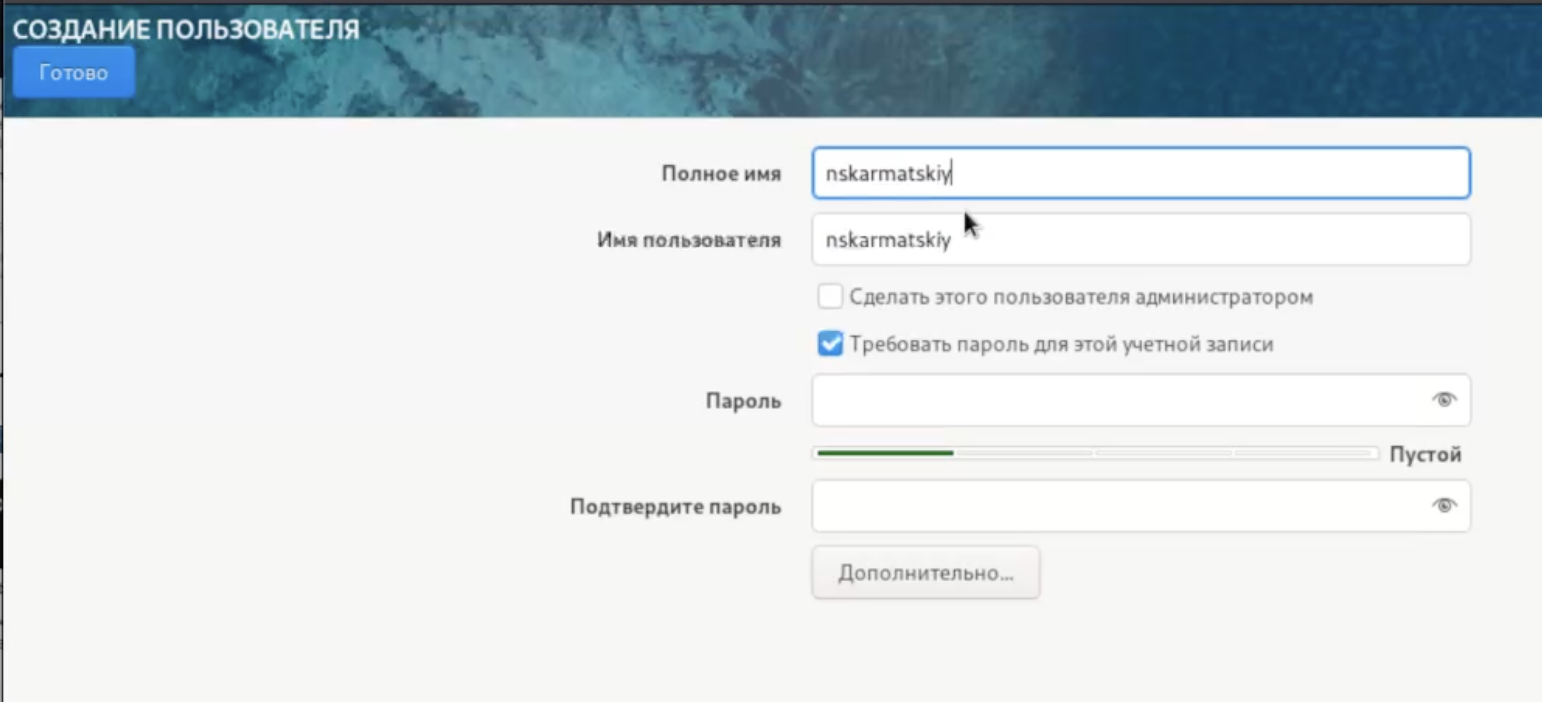 СОЗДАНИЕ ПОЛЬЗОВАТЕЛЯ
Готово
Полное имя nskarmatskiy
Имя пользователя nskarmatskiy
Сделать этого пользователя администратором
Требовать пароль для этой учетной записи
Пароль
Пустой
Подтвердите пароль
Дополнительно...